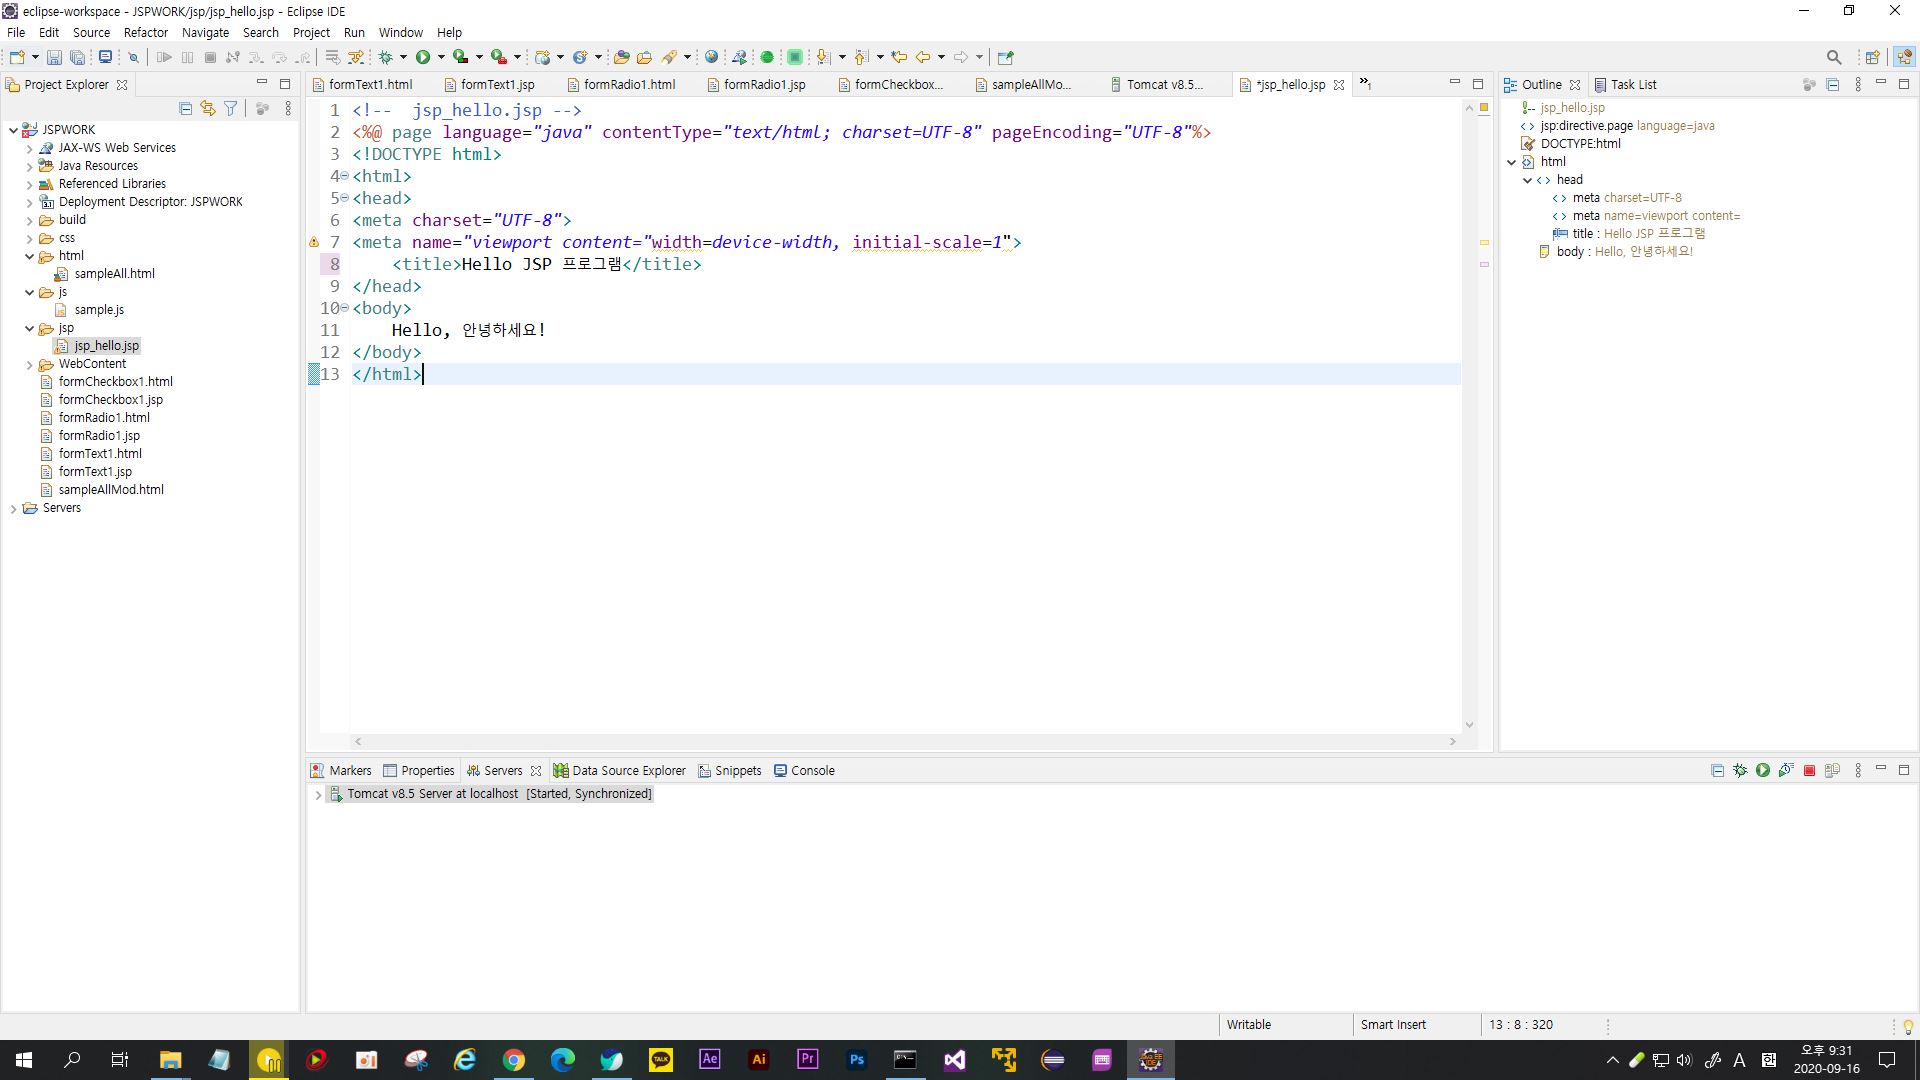 eclipse-workspace - JSPWORK/jsp/jsp_hello.jsp - Eclipse IDE
File Edit Source Refactor Navigate Search Project Run Window Help
Project Explorer
JSPWORK
JAX-WS Web Services
Java Resources
Referenced Libraries
Deployment Descriptor: JSPWORK
build
css
html
sampleAll.html
js
sample.js
jsp
jsp_hello.jsp
WebContent
formCheckbox1.html
formCheckbox1.jsp
formRadio1.html
formRadio1.jsp
formText1.html
formText1.jsp
sampleAllMod.html
Servers
formText1.html formText1.jsp formRadio1.html formRadio1.jsp formCheckbox... sampleAllMo... Tomcat v8.5... *jsp_hello.jsp »1
1 <!--  jsp_hello.jsp -->
2 <%@ page language="java" contentType="text/html; charset=UTF-8" pageEncoding="UTF-8"%>
3 <!DOCTYPE html>
4 <html>
5 <head>
6 <meta charset="UTF-8">
7 <meta name="viewport content="width=device-width, initial-scale=1">
8     <title>Hello JSP 프로그램</title>
9 </head>
10 <body>
11     Hello, 안녕하세요!
12 </body>
13 </html>
Outline Task List
jsp_hello.jsp
jsp:directive.page language=java
DOCTYPE:html
html
head
meta charset=UTF-8
meta name=viewport content=
title : Hello JSP 프로그램
body : Hello, 안녕하세요!
Markers Properties Servers Data Source Explorer Snippets Console
Tomcat v8.5 Server at localhost [Started, Synchronized]
Writable Smart Insert 13 : 8 : 320
TALK Ae Ai Pr Ps
A 오후 9:31
2020-09-16